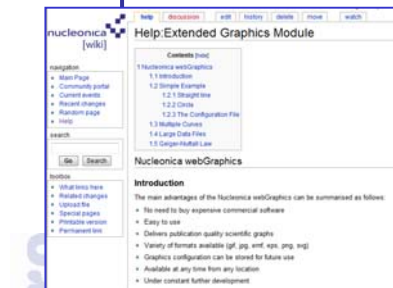 help discussion edit history delete move watch
nucleonica
[wiki]
navigation
Main Page
Community portal
Current events
Recent changes
Random page
Help
search
Go Search
toolbox
What links here
Related changes
Upload file
Special pages
Printable version
Permanent link
Help:Extended Graphics Module
Contents [hide]
1 Nucleonica webGraphics
1.1 Introduction
1.2 Simple Example
1.2.1 Straight line
1.2.2 Circle
1.2.3 The Configuration File
1.3 Multiple Curves
1.4 Large Data Files
1.5 Geiger-Nuttall Law
Nucleonica webGraphics
Introduction
The main advantages of the Nucleonica webGraphics can be summarised as follows:
No need to buy expensive commercial software
Easy to use
Delivers publication quality scientific graphs
Variety of formats available (gif, jpg, emf, eps, png, svg)
Graphics configuration can be stored for future use
Available at any time from any location
Under constant further development